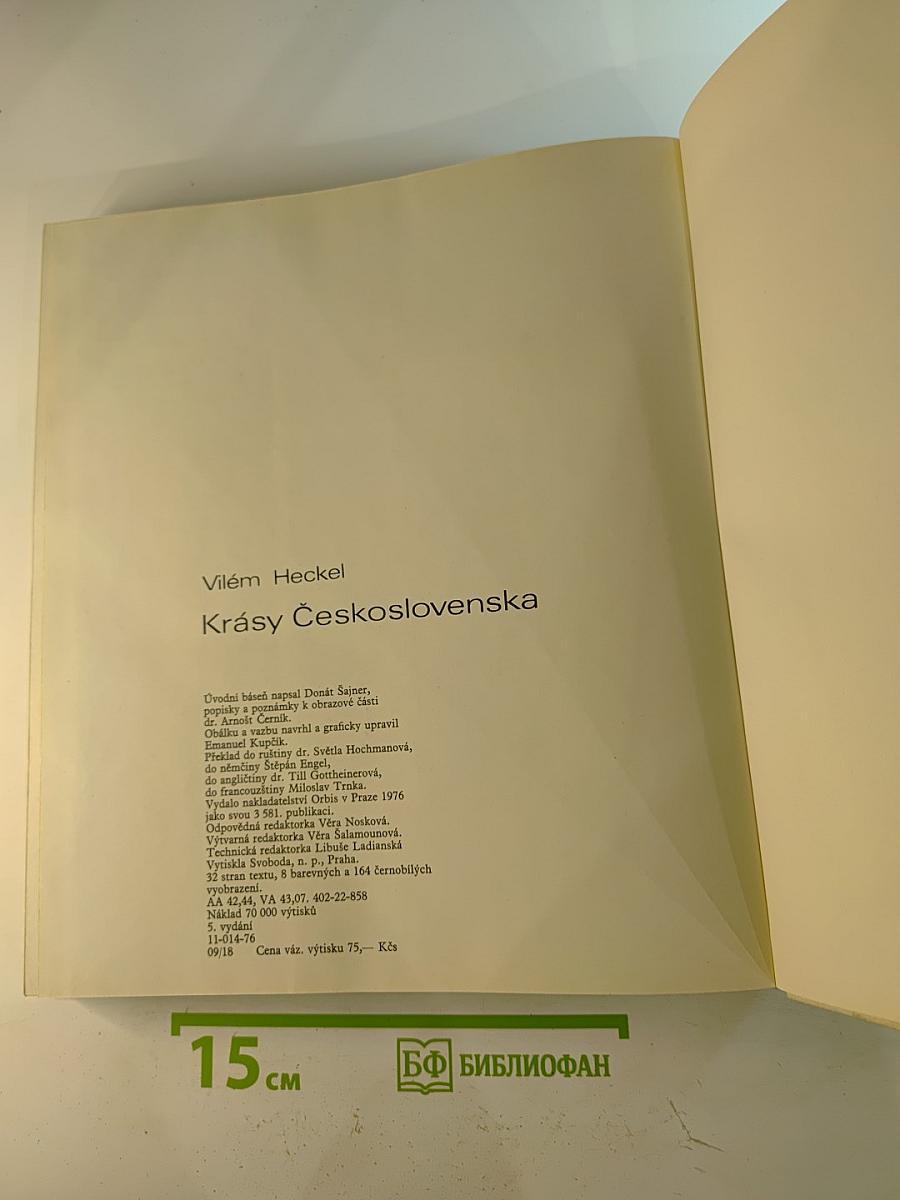 Vilém Heckel
Krásy Československa
Úvodní báseň napsal Donát Šajner,
popisky a poznámky k obrazové části
dr. Arnošt Černík.
Obálku a vazbu navrhl a graficky upravil
Emanuel Kupčík.
Překlad do ruštiny dr. Světla Hochmanová,
do němčiny Štěpán Engel,
do angličtiny dr. Till Gottheinerová,
do francouzštiny Miloslav Trnka.
Vydalo nakladatelství Orbis v Praze 1976
jako svou 3 581. publikaci.
Odpovědná redaktorka Věra Nosková.
Výtvarná redaktorka Věra Šalamounová.
Technická redaktorka Libuše Ladianská
Vytiskla Svoboda, n. p., Praha.
32 stran textu, 8 barevných a 164 černobílých
vyobrazení.
AA 42,44, VA 43,07. 402-22-858
Náklad 70 000 výtisků
5. vydání
11-014-76
09/18 Cena váz. výtisku 75,— Kčs
15 см БФ БИБЛИОФАН